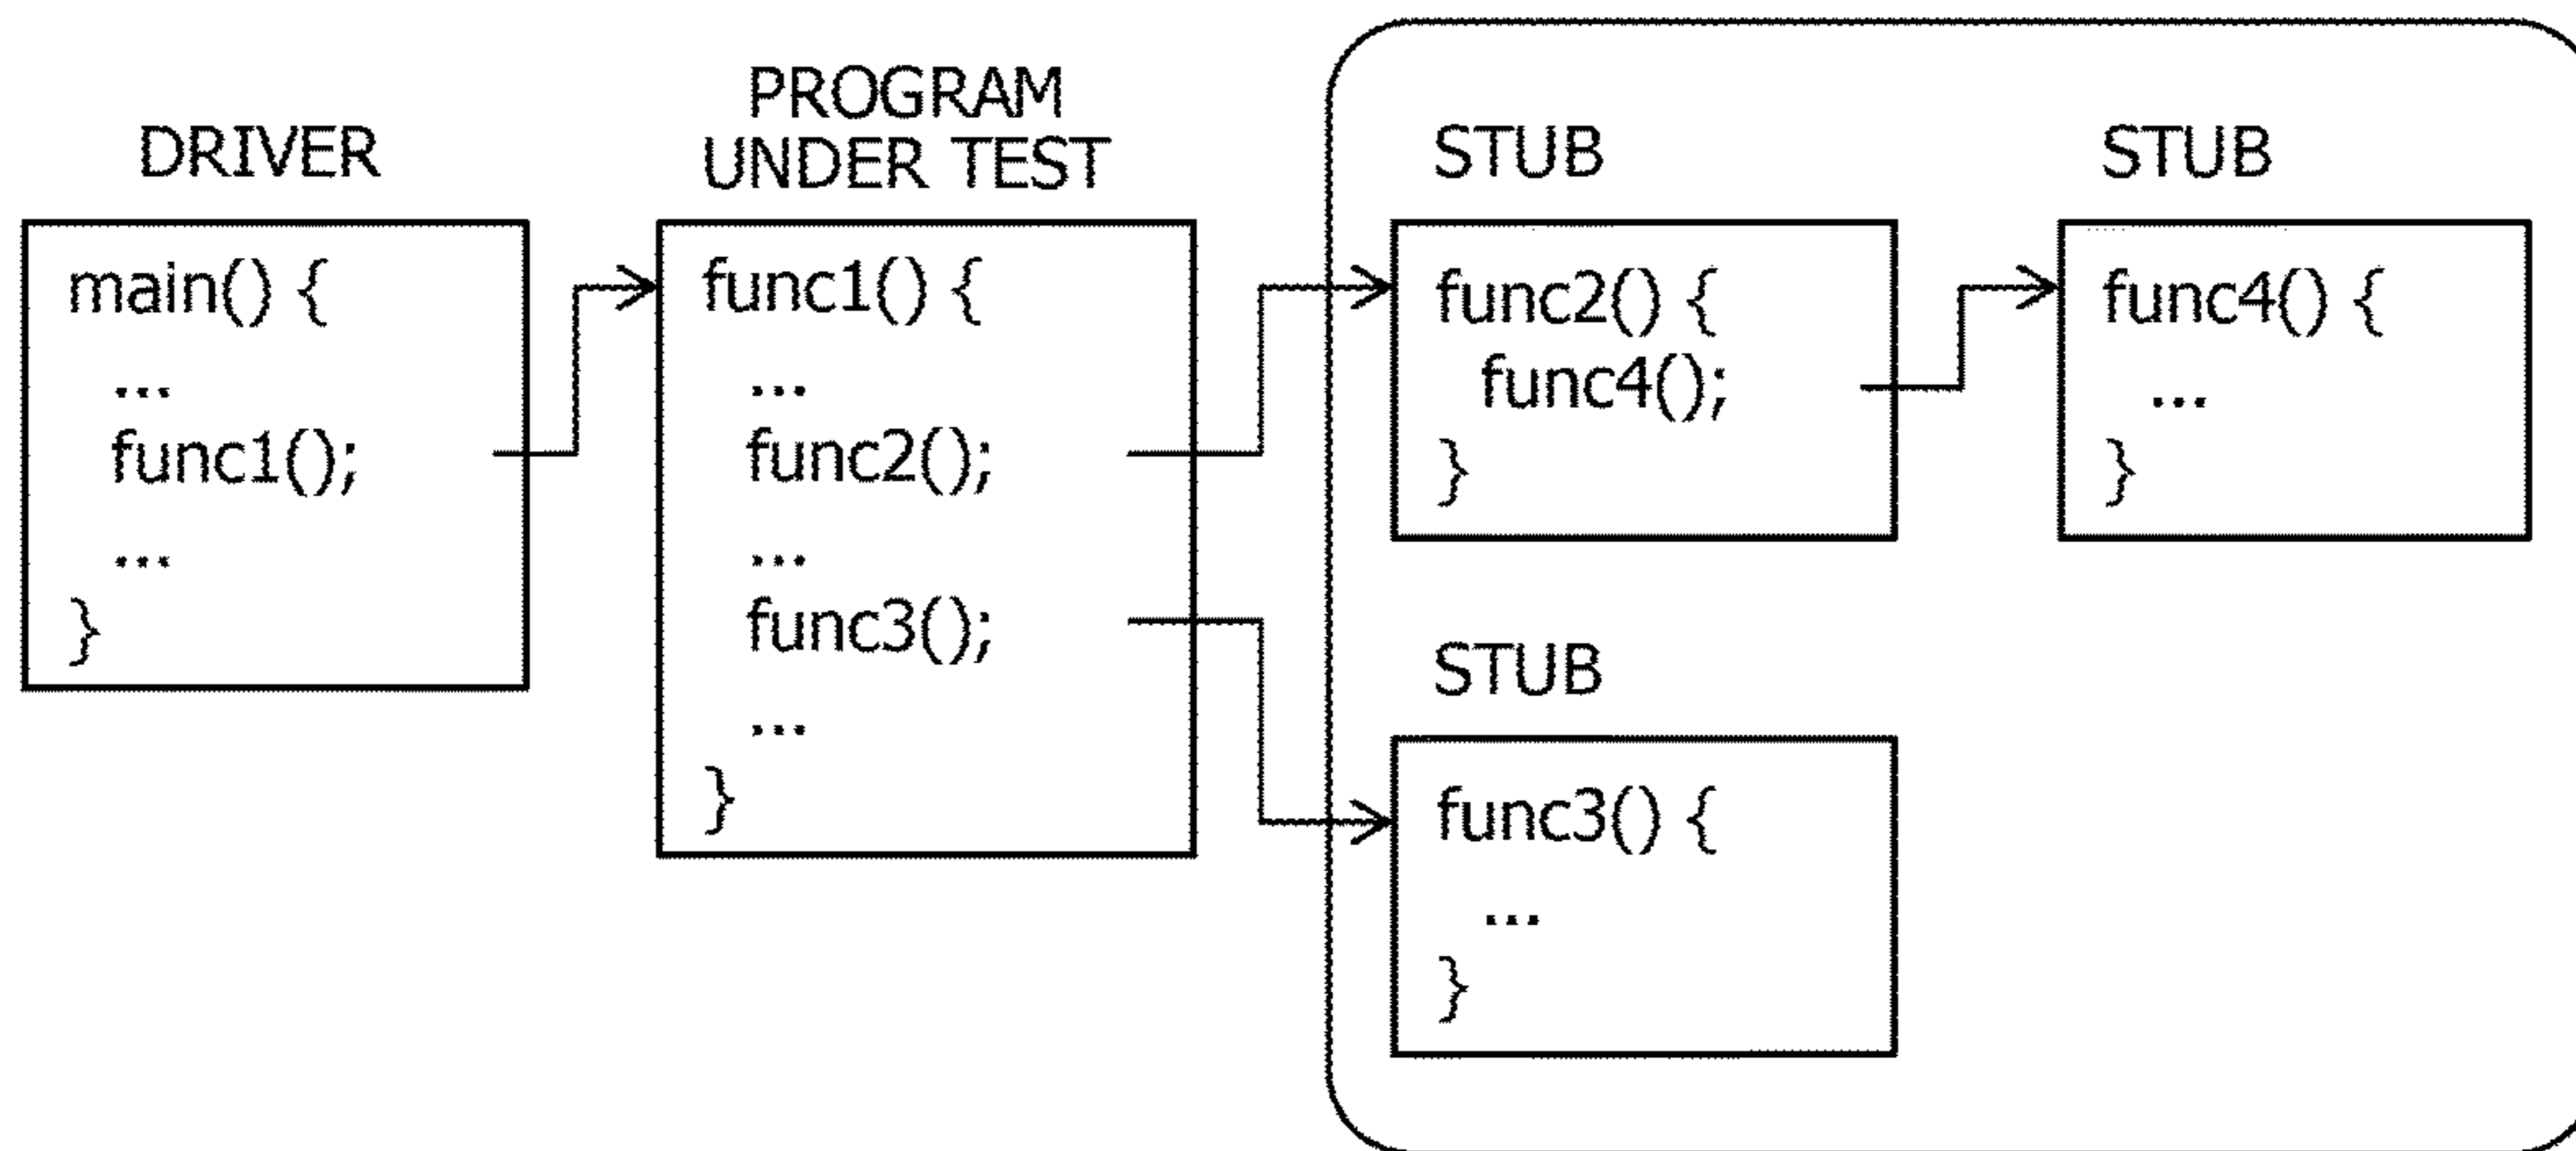 DRIVER
main() {
...
func1();
...
}
PROGRAM
UNDER TEST
func1() {
...
func2();
...
func3();
...
}
STUB
func2() {
func4();
}
STUB
func4() {
...
}
STUB
func3() {
...
}